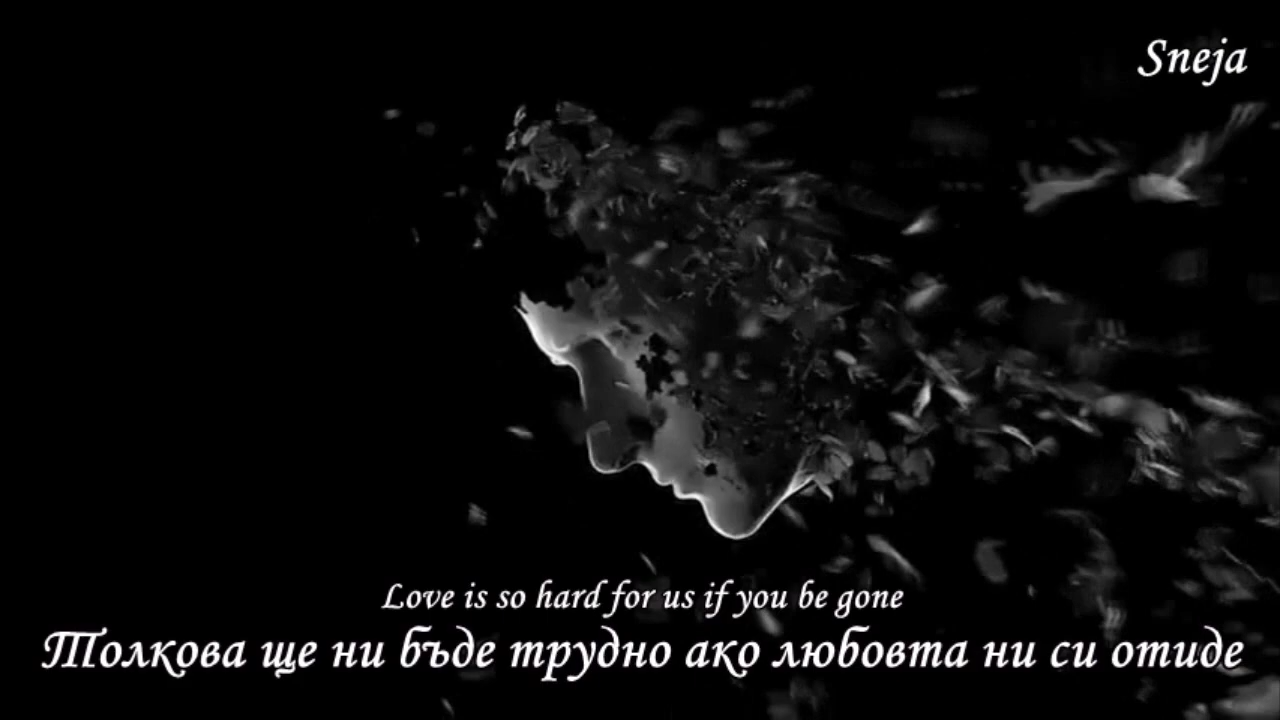 Sneja
Love is so hard for us if you be gone
Толкова ще ни бъде трудно ако любовта ни си отиде